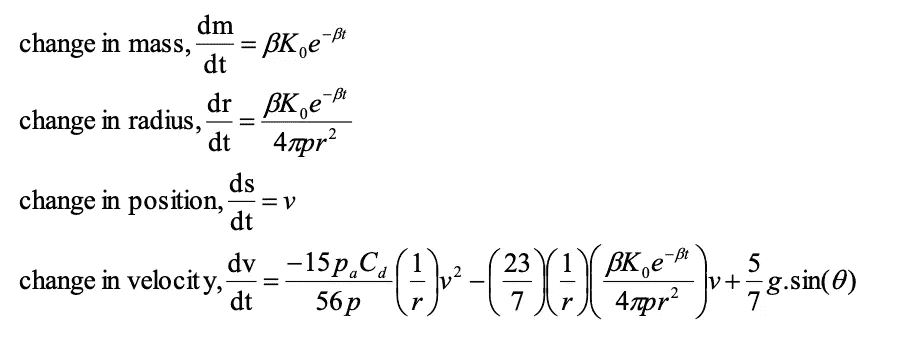 change in mass, dm/dt = βK₀e^(−βt)
change in radius, dr/dt = βK₀e^(−βt) / 4πpr²
change in position, ds/dt = v
change in velocity, dv/dt = −15pₐC_d / 56p (1/r) v² − (23/7)(1/r)(βK₀e^(−βt) / 4πpr²) v + 5/7 g.sin(θ)